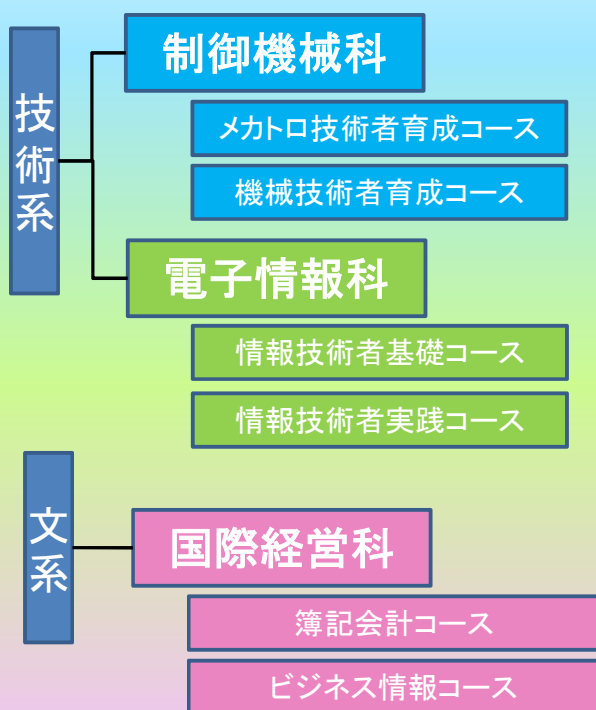 技術系
制御機械科
メカトロ技術者育成コース
機械技術者育成コース
電子情報科
情報技術者基礎コース
情報技術者実践コース
文系
国際経営科
簿記会計コース
ビジネス情報コース